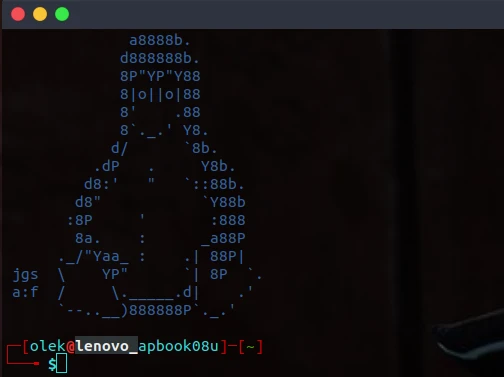 a8888b.
            d888888b.
            8P"YP"Y88
            8|o||o|88
            8'    .88
            8`._.' Y8.
           d/      `8b.
         .dP   .     Y8b.
        d8:'   "   `::88b.
       d8"           `Y88b
      :8P     '       :888
       8a.    :      _a88P
     ._/"Yaa_ :    .| 88P|
jgs  \    YP"      `| 8P  `.
a:f  /     \._____.d|    .'
     `--..__)888888P`._.'
┌─[olek@lenovo_apbook08u]─[~]
└──╼ $